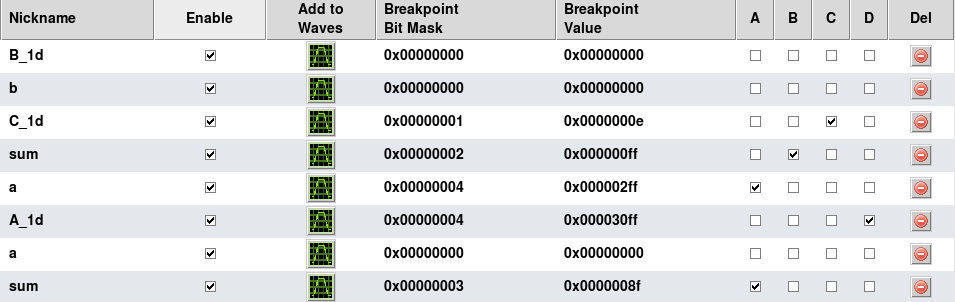 Nickname Enable Add to Waves Breakpoint Bit Mask Breakpoint Value A B C D Del
B_1d 0x00000000 0x00000000
b 0x00000000 0x00000000
C_1d 0x00000001 0x0000000e
sum 0x00000002 0x000000ff
a 0x00000004 0x000002ff
A_1d 0x00000004 0x000030ff
a 0x00000000 0x00000000
sum 0x00000003 0x0000008f